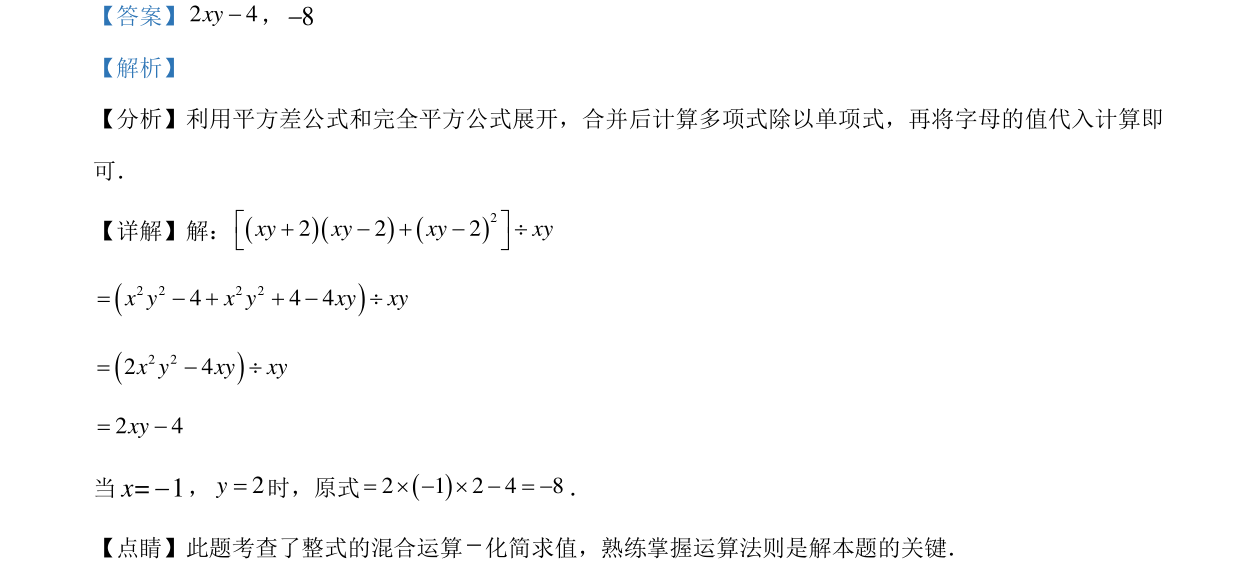 【答案】2xy－4，-8
【解析】
【分析】利用平方差公式和完全平方公式展开，合并后计算多项式除以单项式，再将字母的值代入计算即
可．
【详解】解：[(xy+2)(xy−2)+(xy−2)²]÷xy
=(x²y²−4+x²y²+4−4xy)÷xy
=(2x²y²−4xy)÷xy
=2xy−4
当x=−1，y=2时，原式=2×(−1)×2−4=−8．
【点睛】此题考查了整式的混合运算－化简求值，熟练掌握运算法则是解本题的关键．